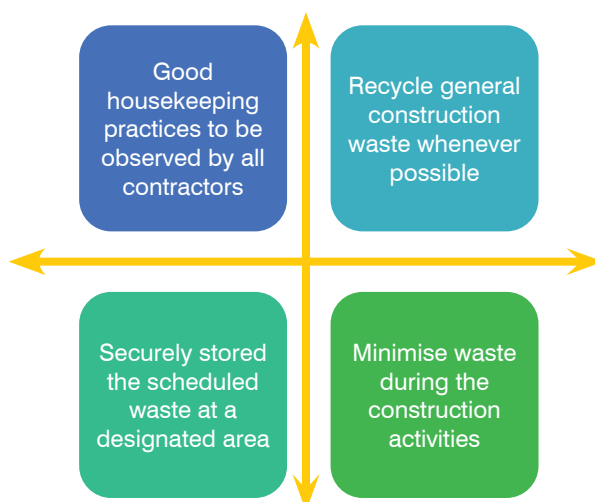 Good
housekeeping
practices to be
observed by all
contractors
Recycle general
construction
waste whenever
possible
Securely stored
the scheduled
waste at a
designated area
Minimise waste
during the
construction
activities